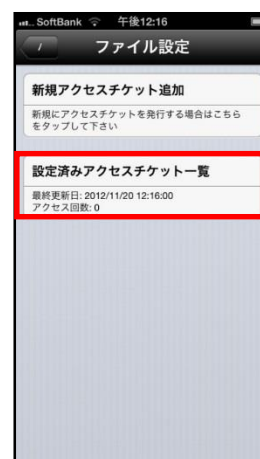 SoftBank 午後12:16
/ ファイル設定
新規アクセスチケット追加
新規にアクセスチケットを発行する場合はこちら
をタップして下さい
設定済みアクセスチケット一覧
最終更新日: 2012/11/20 12:16:00
アクセス回数: 0